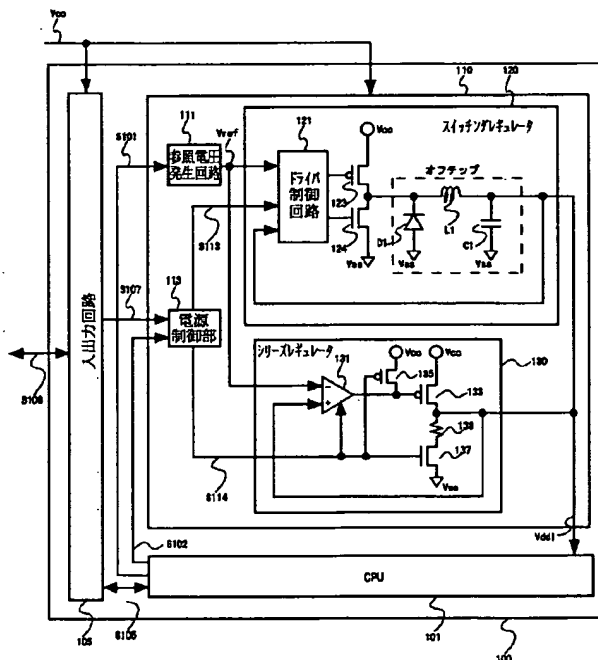 Vcc
110
120
S101
111
参照電圧
発生回路
Vref
121
ドライバ
制御
回路
スイッチングレギュレータ
Vcc
123
124
Vss
オフチップ
D1
Vss
L1
C1
Vss
S113
S107
113
電源
制御部
入出力回路
S106
シリーズレギュレータ
131
-
+
Vcc
135
Vcc
133
138
137
Vss
130
S114
S102
Vddi
CPU
S105
103
101
100